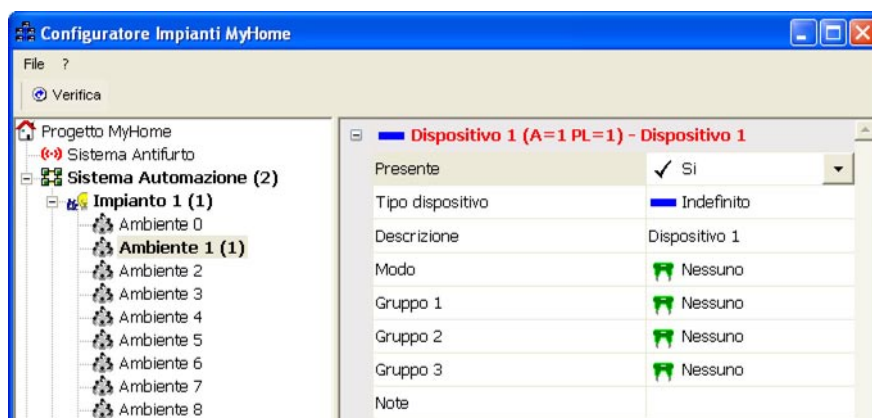 Configuratore Impianti MyHome
File ?
Verifica
Progetto MyHome
Sistema Antifurto
Sistema Automazione (2)
Impianto 1 (1)
Ambiente 0
Ambiente 1 (1)
Ambiente 2
Ambiente 3
Ambiente 4
Ambiente 5
Ambiente 6
Ambiente 7
Ambiente 8
Dispositivo 1 (A=1 PL=1) - Dispositivo 1
Presente Si
Tipo dispositivo Indefinito
Descrizione Dispositivo 1
Modo Nessuno
Gruppo 1 Nessuno
Gruppo 2 Nessuno
Gruppo 3 Nessuno
Note